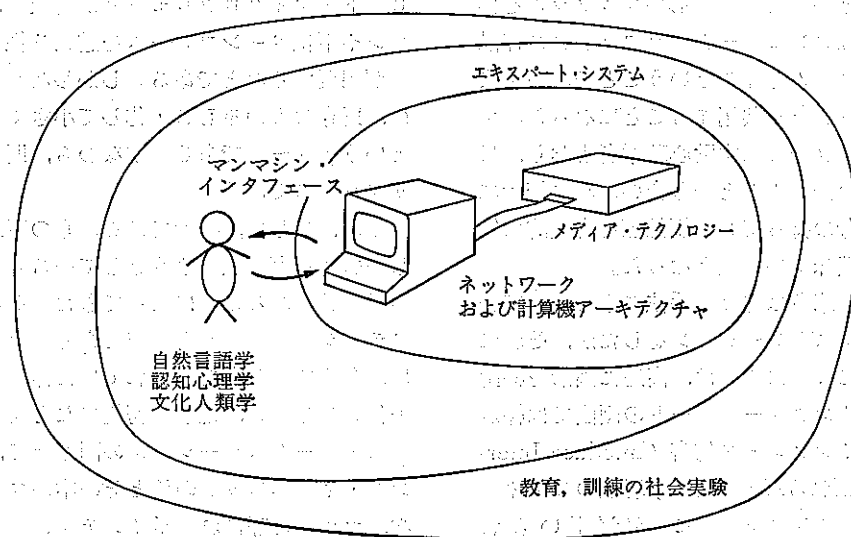 エキスパート・システム
マンマシン・
インタフェース
メディア・テクノロジー
ネットワーク
および計算機アーキテクチャ
自然言語学
認知心理学
文化人類学
教育，訓練の社会実験